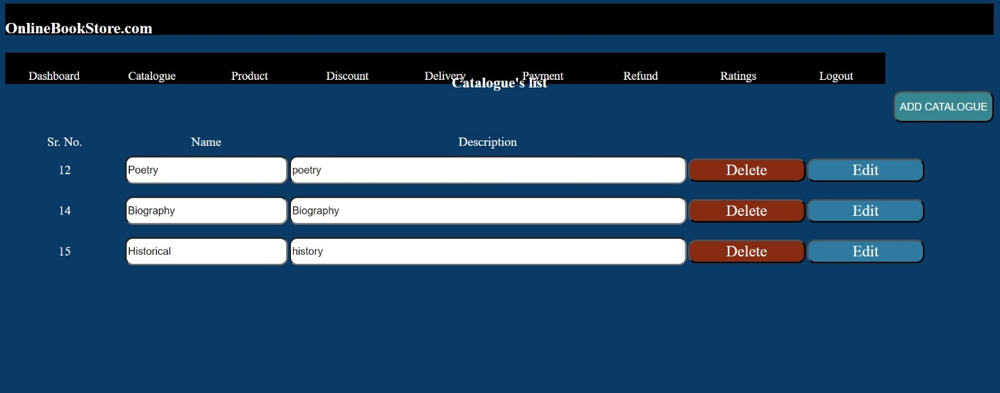 OnlineBookStore.com
Dashboard Catalogue Product Discount Delivery Payment Refund Ratings Logout
Catalogue's list
ADD CATALOGUE
Sr. No. Name Description
12 Poetry poetry Delete Edit
14 Biography Biography Delete Edit
15 Historical history Delete Edit